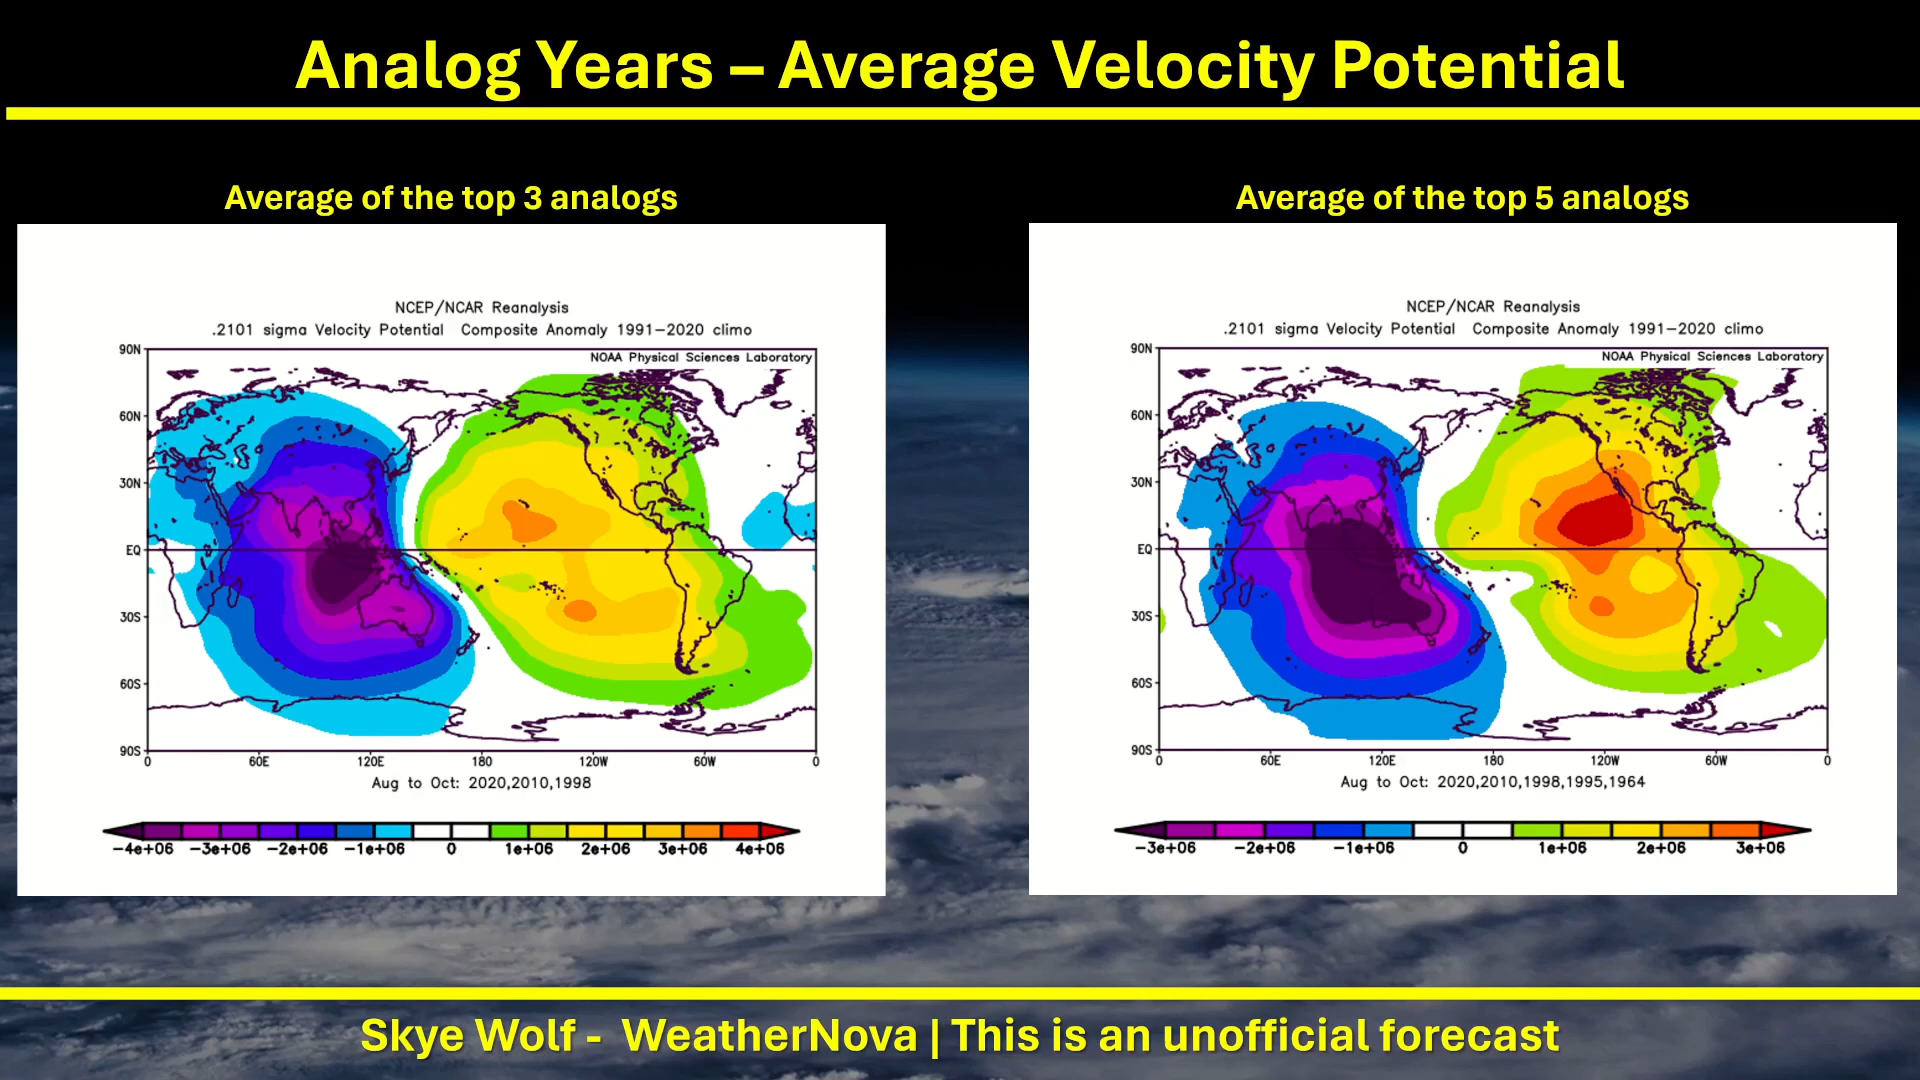 Analog Years – Average Velocity Potential
Average of the top 3 analogs
NCEP/NCAR Reanalysis
.2101 sigma Velocity Potential Composite Anomaly 1991-2020 climo
NOAA Physical Sciences Laboratory
90N
60N
30N
EQ
30S
60S
90S
0 60E 120E 180 120W 60W 0
Aug to Oct: 2020,2010,1998
-4e+06 -3e+06 -2e+06 -1e+06 0 1e+06 2e+06 3e+06 4e+06
Average of the top 5 analogs
NCEP/NCAR Reanalysis
.2101 sigma Velocity Potential Composite Anomaly 1991-2020 climo
NOAA Physical Sciences Laboratory
90N
60N
30N
EQ
30S
60S
90S
0 60E 120E 180 120W 60W 0
Aug to Oct: 2020,2010,1998,1995,1964
-3e+06 -2e+06 -1e+06 0 1e+06 2e+06 3e+06
Skye Wolf - WeatherNova | This is an unofficial forecast